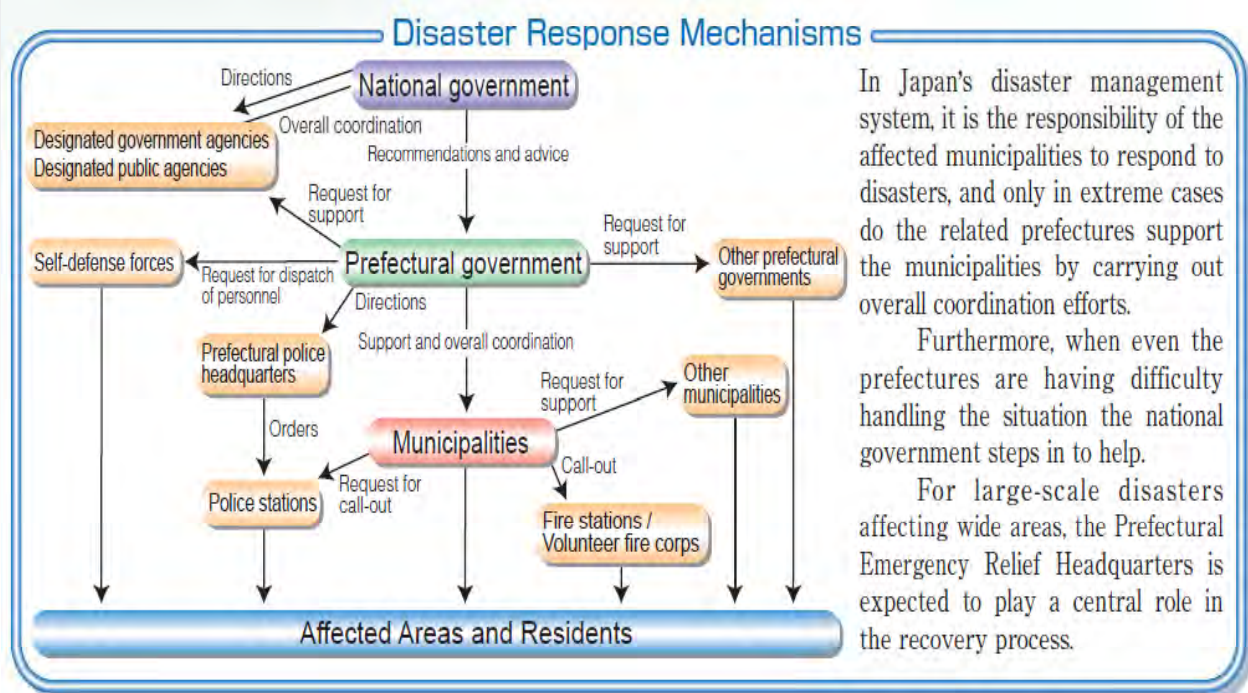 Disaster Response Mechanisms
Directions
National government
Overall coordination
Designated government agencies
Designated public agencies
Recommendations and advice
Request for
support
Request for
support
Self-defense forces
Request for dispatch
of personnel
Prefectural government
Other prefectural
governments
Directions
Prefectural police
headquarters
Support and overall coordination
Request for
support
Other
municipalities
Orders
Municipalities
Call-out
Police stations
Request for
call-out
Fire stations /
Volunteer fire corps
Affected Areas and Residents
In Japan's disaster management
system, it is the responsibility of the
affected municipalities to respond to
disasters, and only in extreme cases
do the related prefectures support
the municipalities by carrying out
overall coordination efforts.
Furthermore, when even the
prefectures are having difficulty
handling the situation the national
government steps in to help.
For large-scale disasters
affecting wide areas, the Prefectural
Emergency Relief Headquarters is
expected to play a central role in
the recovery process.